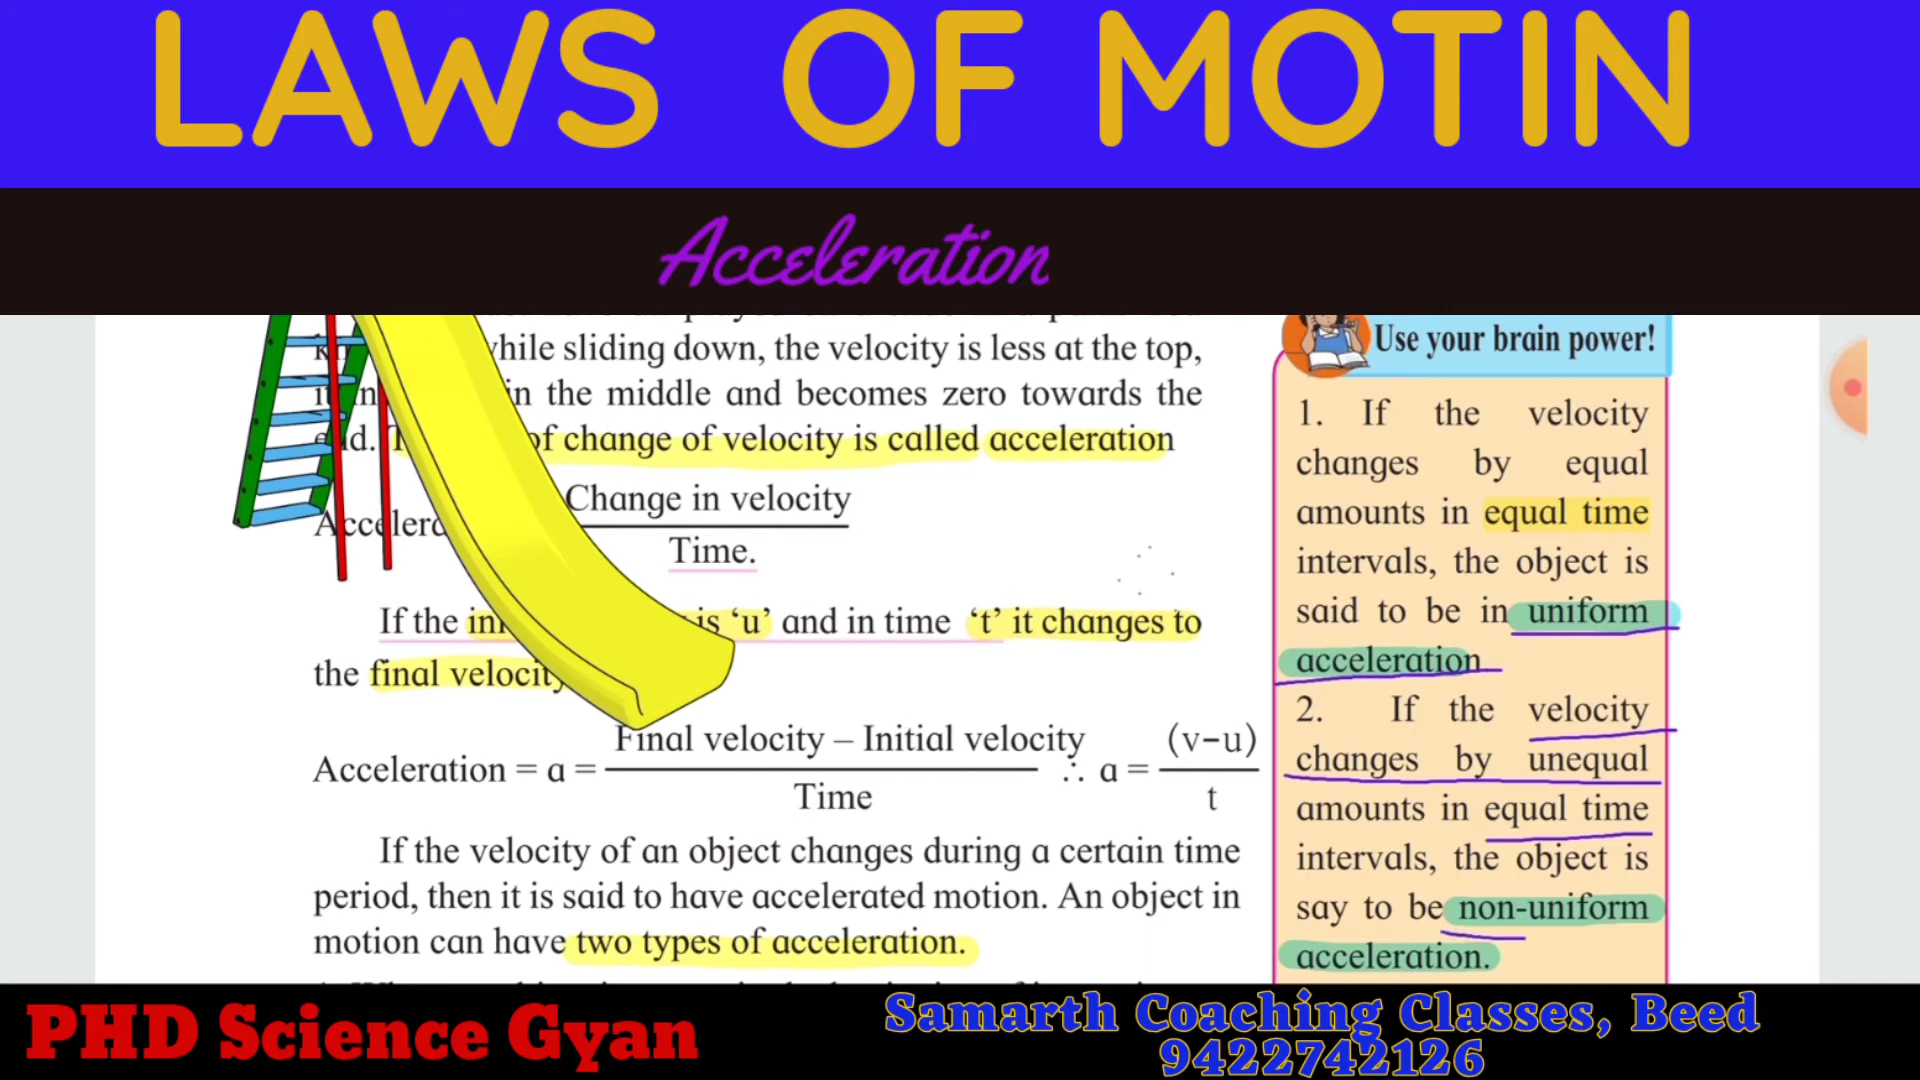 LAWS OF MOTIN
Acceleration
while sliding down, the velocity is less at the top,
in the middle and becomes zero towards the
of change of velocity is called acceleration
Change in velocity
Time.
If the is ‘u’ and in time ‘t’ it changes to
the final velocity
Final velocity – Initial velocity
Acceleration = a = ∴ a = (v-u)
Time t
If the velocity of an object changes during a certain time
period, then it is said to have accelerated motion. An object in
motion can have two types of acceleration.
Use your brain power!
1. If the velocity
changes by equal
amounts in equal time
intervals, the object is
said to be in uniform
acceleration.
2. If the velocity
changes by unequal
amounts in equal time
intervals, the object is
say to be non-uniform
acceleration.
PHD Science Gyan
Samarth Coaching Classes, Beed
9422742126